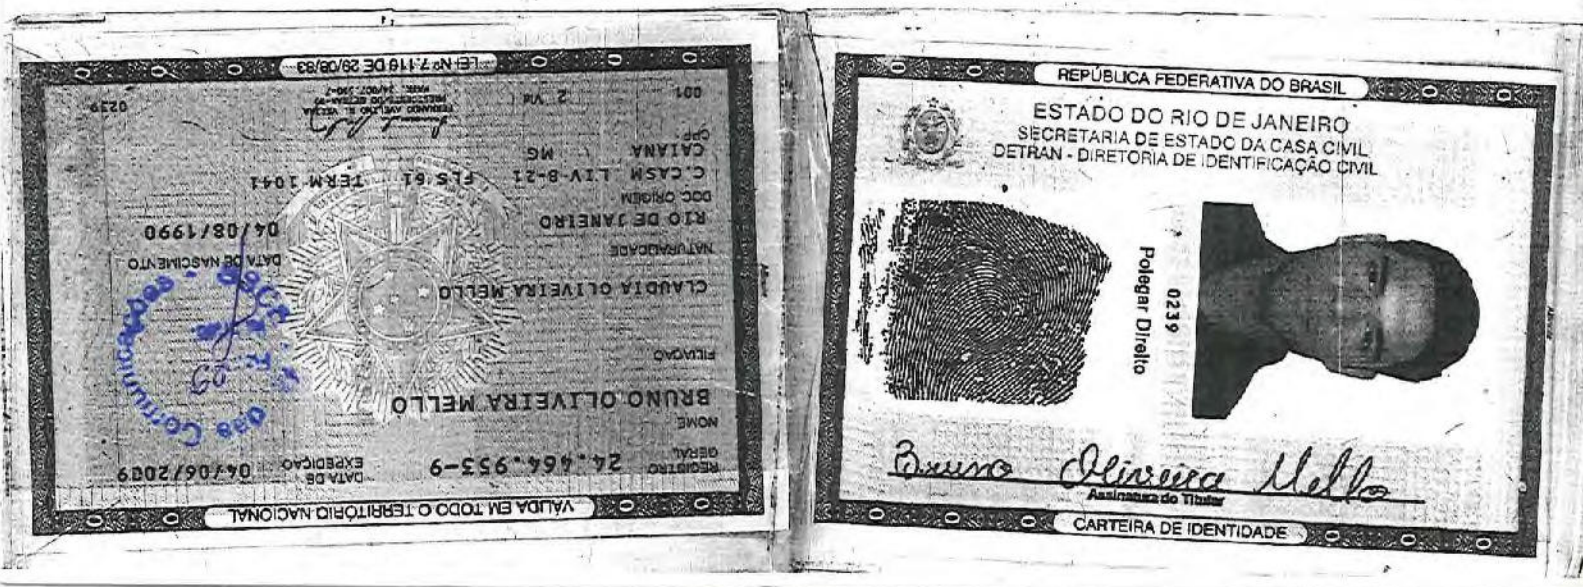 REPÚBLICA FEDERATIVA DO BRASIL
ESTADO DO RIO DE JANEIRO
SECRETARIA DE ESTADO DA CASA CIVIL
DETRAN - DIRETORIA DE IDENTIFICAÇÃO CIVIL
Polegar Direito
0239
Bruno Oliveira Mello
Assinatura do Titular
CARTEIRA DE IDENTIDADE
VÁLIDA EM TODO O TERRITÓRIO NACIONAL
REGISTRO GERAL 24.464.953-9 DATA DE EXPEDIÇÃO 04/06/2009
NOME
BRUNO OLIVEIRA MELLO
FILIAÇÃO
CLAUDIA OLIVEIRA MELLO
NATURALIDADE DATA DE NASCIMENTO
RIO DE JANEIRO 04/08/1990
DOC ORIGEM
C.CASM LIV-B-21 FLS 61 TERM 1041
CAIANA MG
CPF
001 2 Via
0239
LEI Nº 7.116 DE 29/08/83
das Comunicações